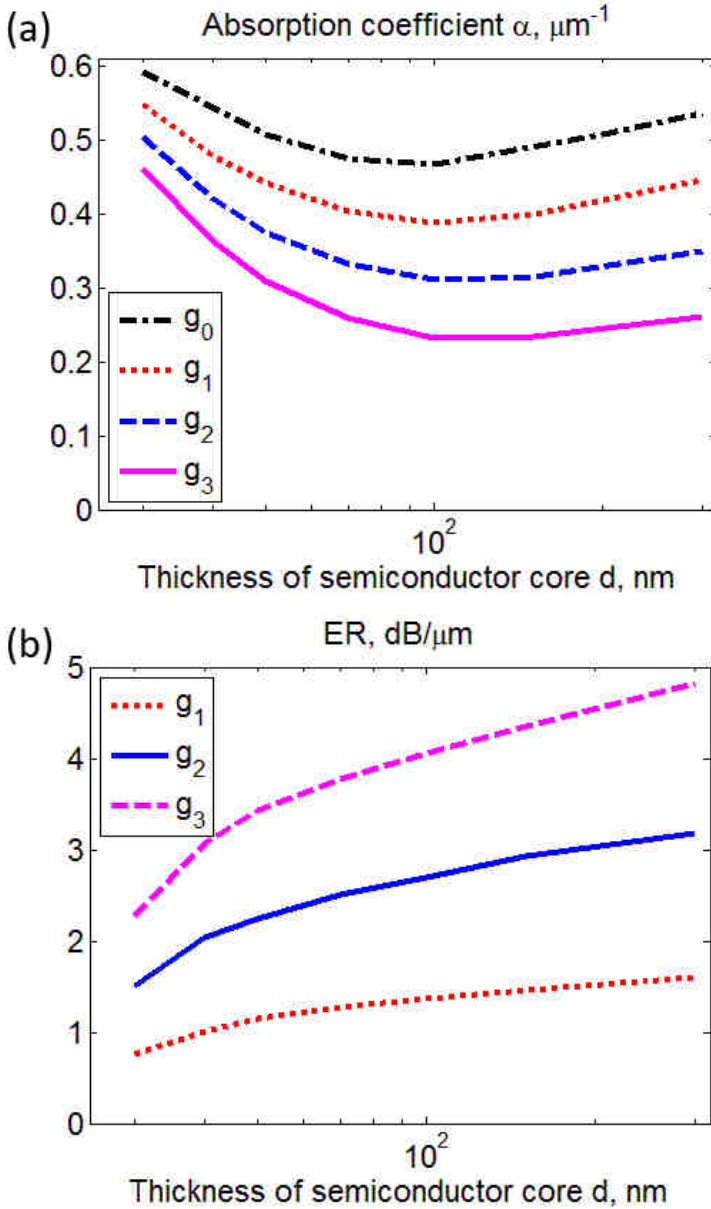 (a)
Absorption coefficient α, μm⁻¹
0.6
0.5
0.4
0.3
0.2
0.1
0
g₀
g₁
g₂
g₃
10²
Thickness of semiconductor core d, nm
(b)
ER, dB/μm
5
4
3
2
1
0
g₁
g₂
g₃
10²
Thickness of semiconductor core d, nm